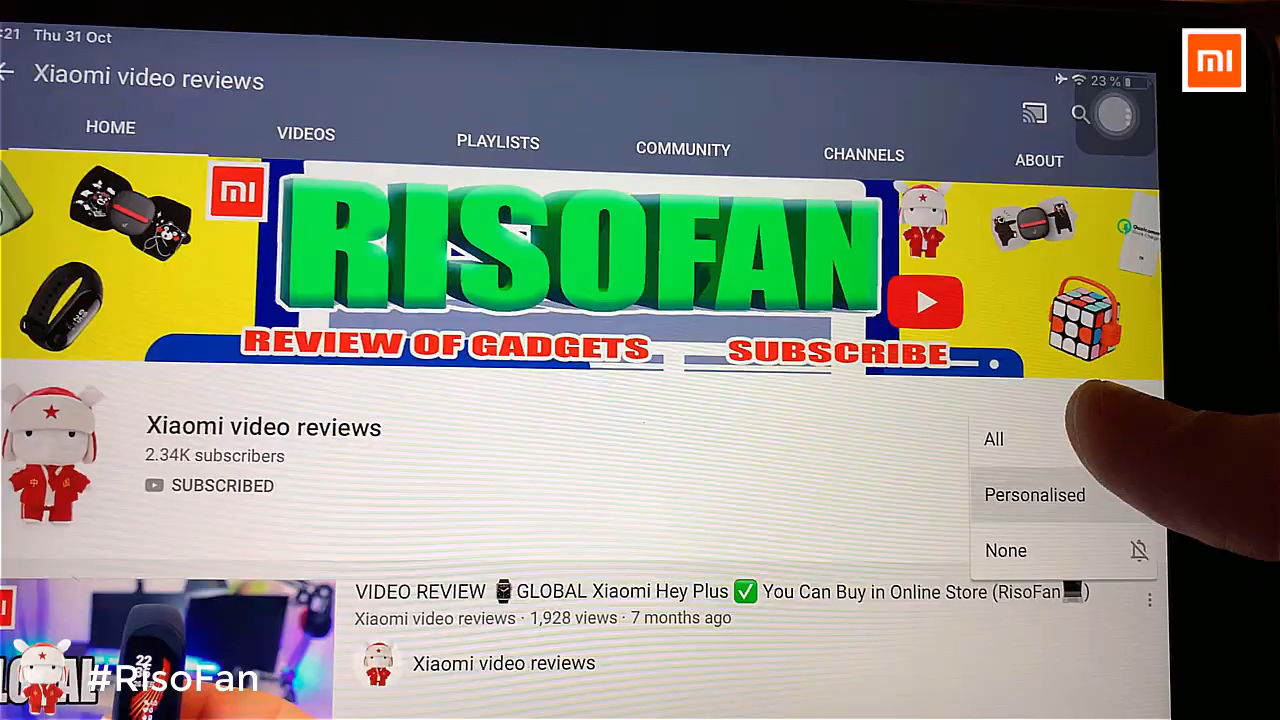 :21 Thu 31 Oct
23 %
Xiaomi video reviews
HOME VIDEOS PLAYLISTS COMMUNITY CHANNELS ABOUT
RISOFAN
REVIEW OF GADGETS SUBSCRIBE
Xiaomi video reviews
2.34K subscribers
SUBSCRIBED
All
Personalised
None
VIDEO REVIEW ⌚GLOBAL Xiaomi Hey Plus ✅ You Can Buy in Online Store (RisoFan💻)
Xiaomi video reviews · 1,928 views · 7 months ago
Xiaomi video reviews
#RisoFan
mi
mi